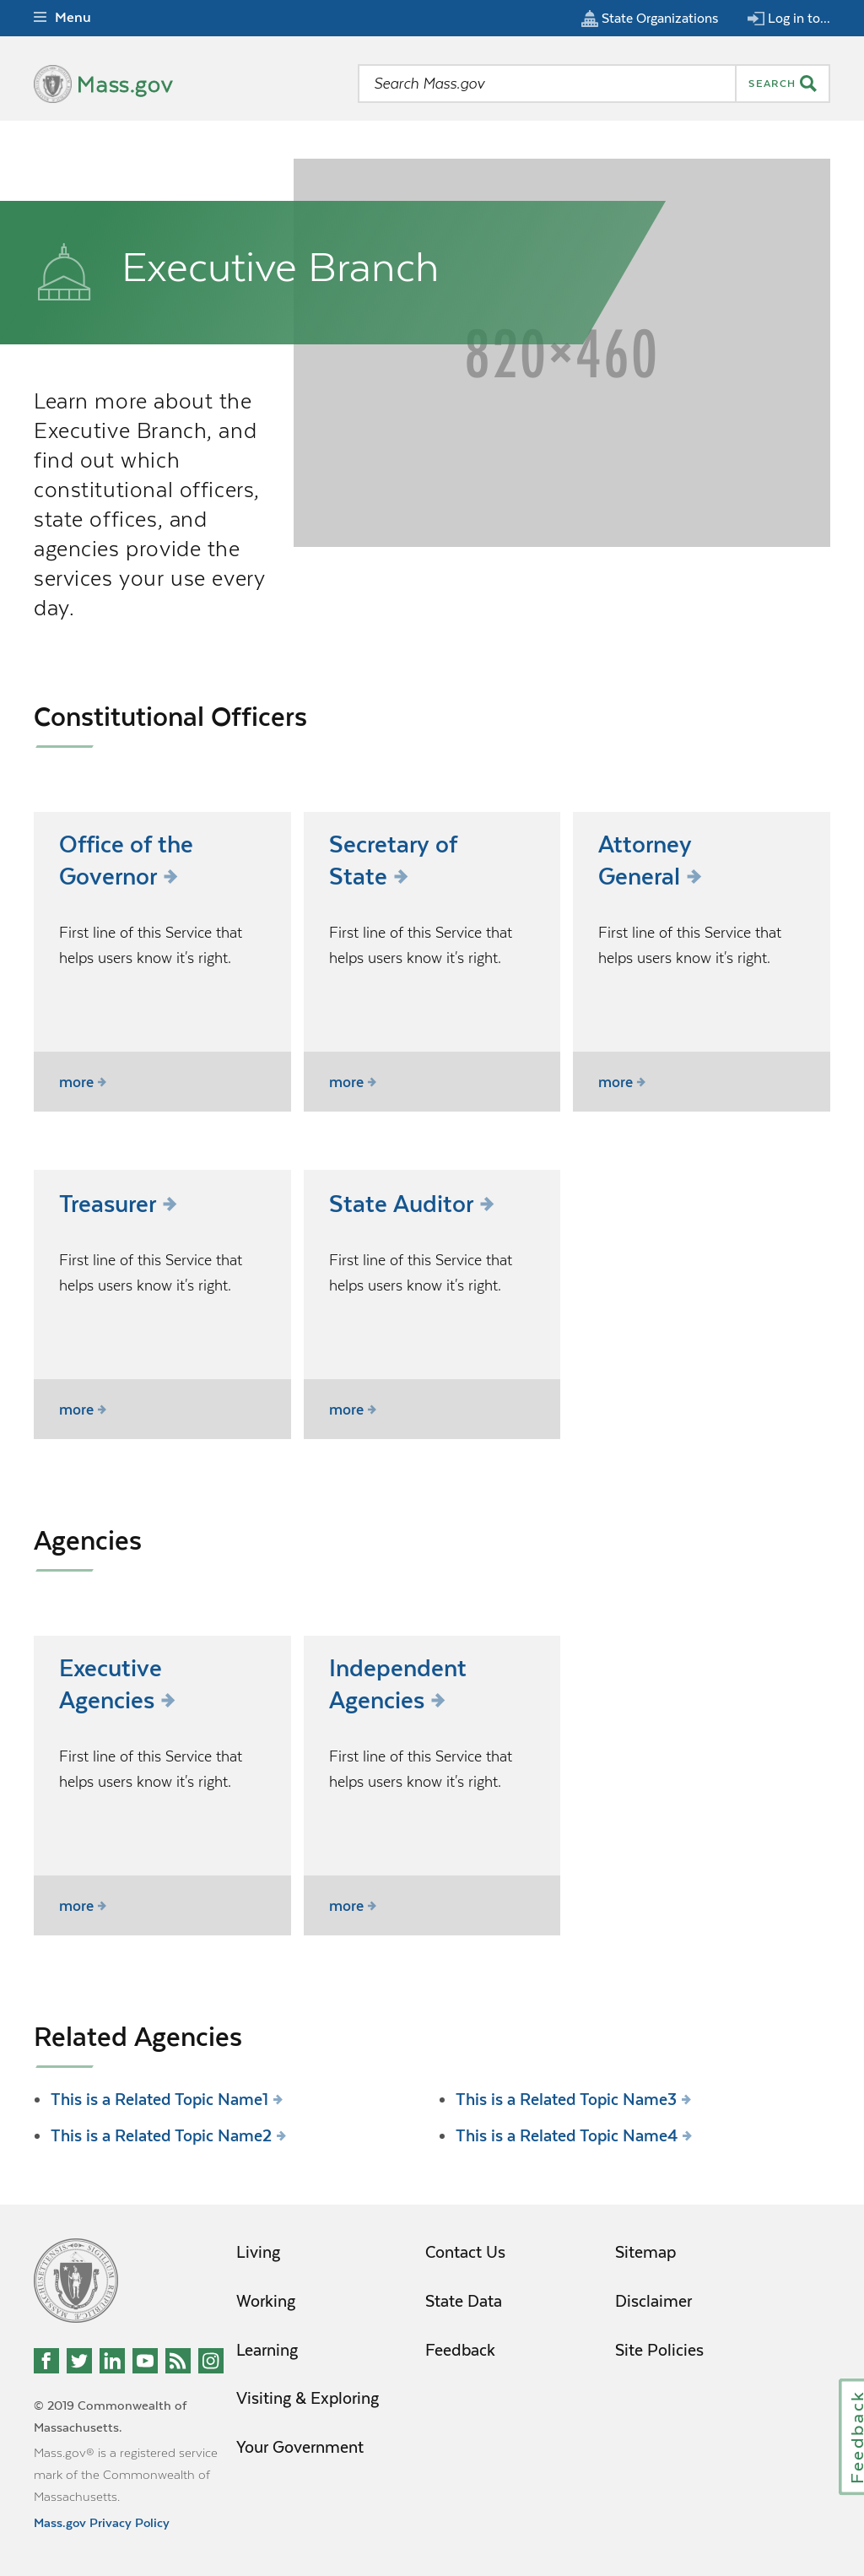 Menu
State Organizations
Log in to...
Mass.gov
Search Mass.gov
SEARCH
Executive Branch
820×460
Learn more about the
Executive Branch, and
find out which
constitutional officers,
state offices, and
agencies provide the
services your use every
day.
Constitutional Officers
Office of the
Governor
First line of this Service that
helps users know it's right.
more
Secretary of
State
First line of this Service that
helps users know it's right.
more
Attorney
General
First line of this Service that
helps users know it's right.
more
Treasurer
First line of this Service that
helps users know it's right.
more
State Auditor
First line of this Service that
helps users know it's right.
more
Agencies
Executive
Agencies
First line of this Service that
helps users know it's right.
more
Independent
Agencies
First line of this Service that
helps users know it's right.
more
Related Agencies
This is a Related Topic Name1
This is a Related Topic Name2
This is a Related Topic Name3
This is a Related Topic Name4
Living
Working
Learning
Visiting & Exploring
Your Government
Contact Us
State Data
Feedback
Sitemap
Disclaimer
Site Policies
© 2019 Commonwealth of
Massachusetts.
Mass.gov® is a registered service
mark of the Commonwealth of
Massachusetts.
Mass.gov Privacy Policy
Feedback